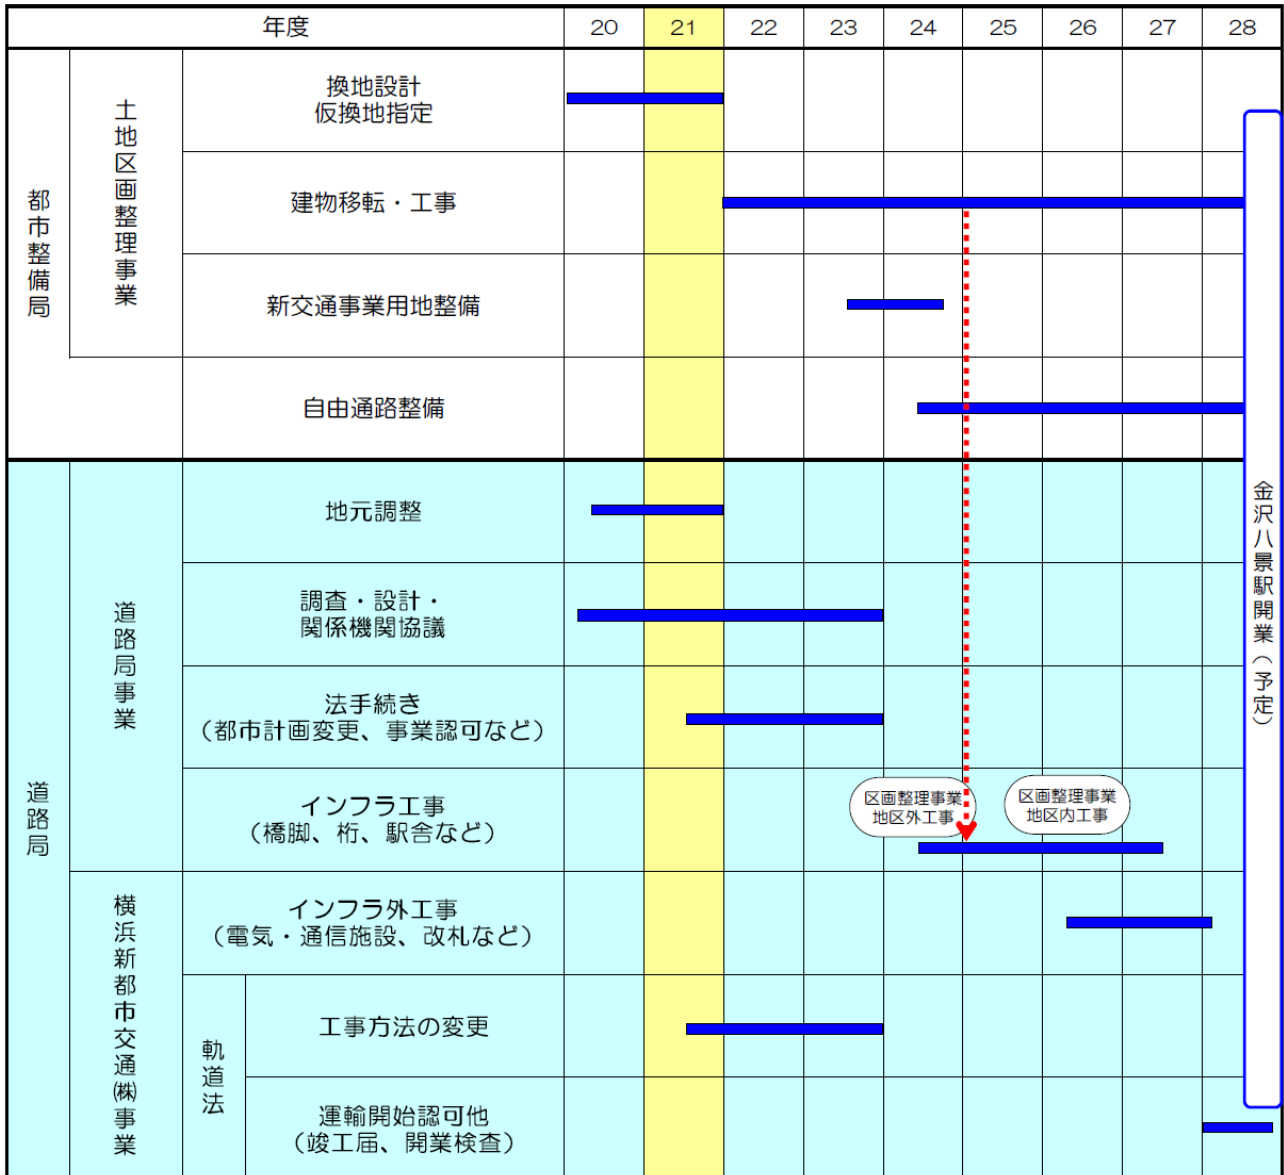 年度 20 21 22 23 24 25 26 27 28
都市整備局
土地区画整理事業
換地設計
仮換地指定
建物移転・工事
新交通事業用地整備
自由通路整備
道路局
道路局事業
地元調整
調査・設計・
関係機関協議
法手続き
（都市計画変更、事業認可など）
インフラ工事
（橋脚、桁、駅舎など）
区画整理事業
地区外工事
区画整理事業
地区内工事
横浜新都市交通㈱事業
インフラ外工事
（電気・通信施設、改札など）
軌道法
工事方法の変更
運輸開始認可他
（竣工届、開業検査）
金沢八景駅開業（予定）